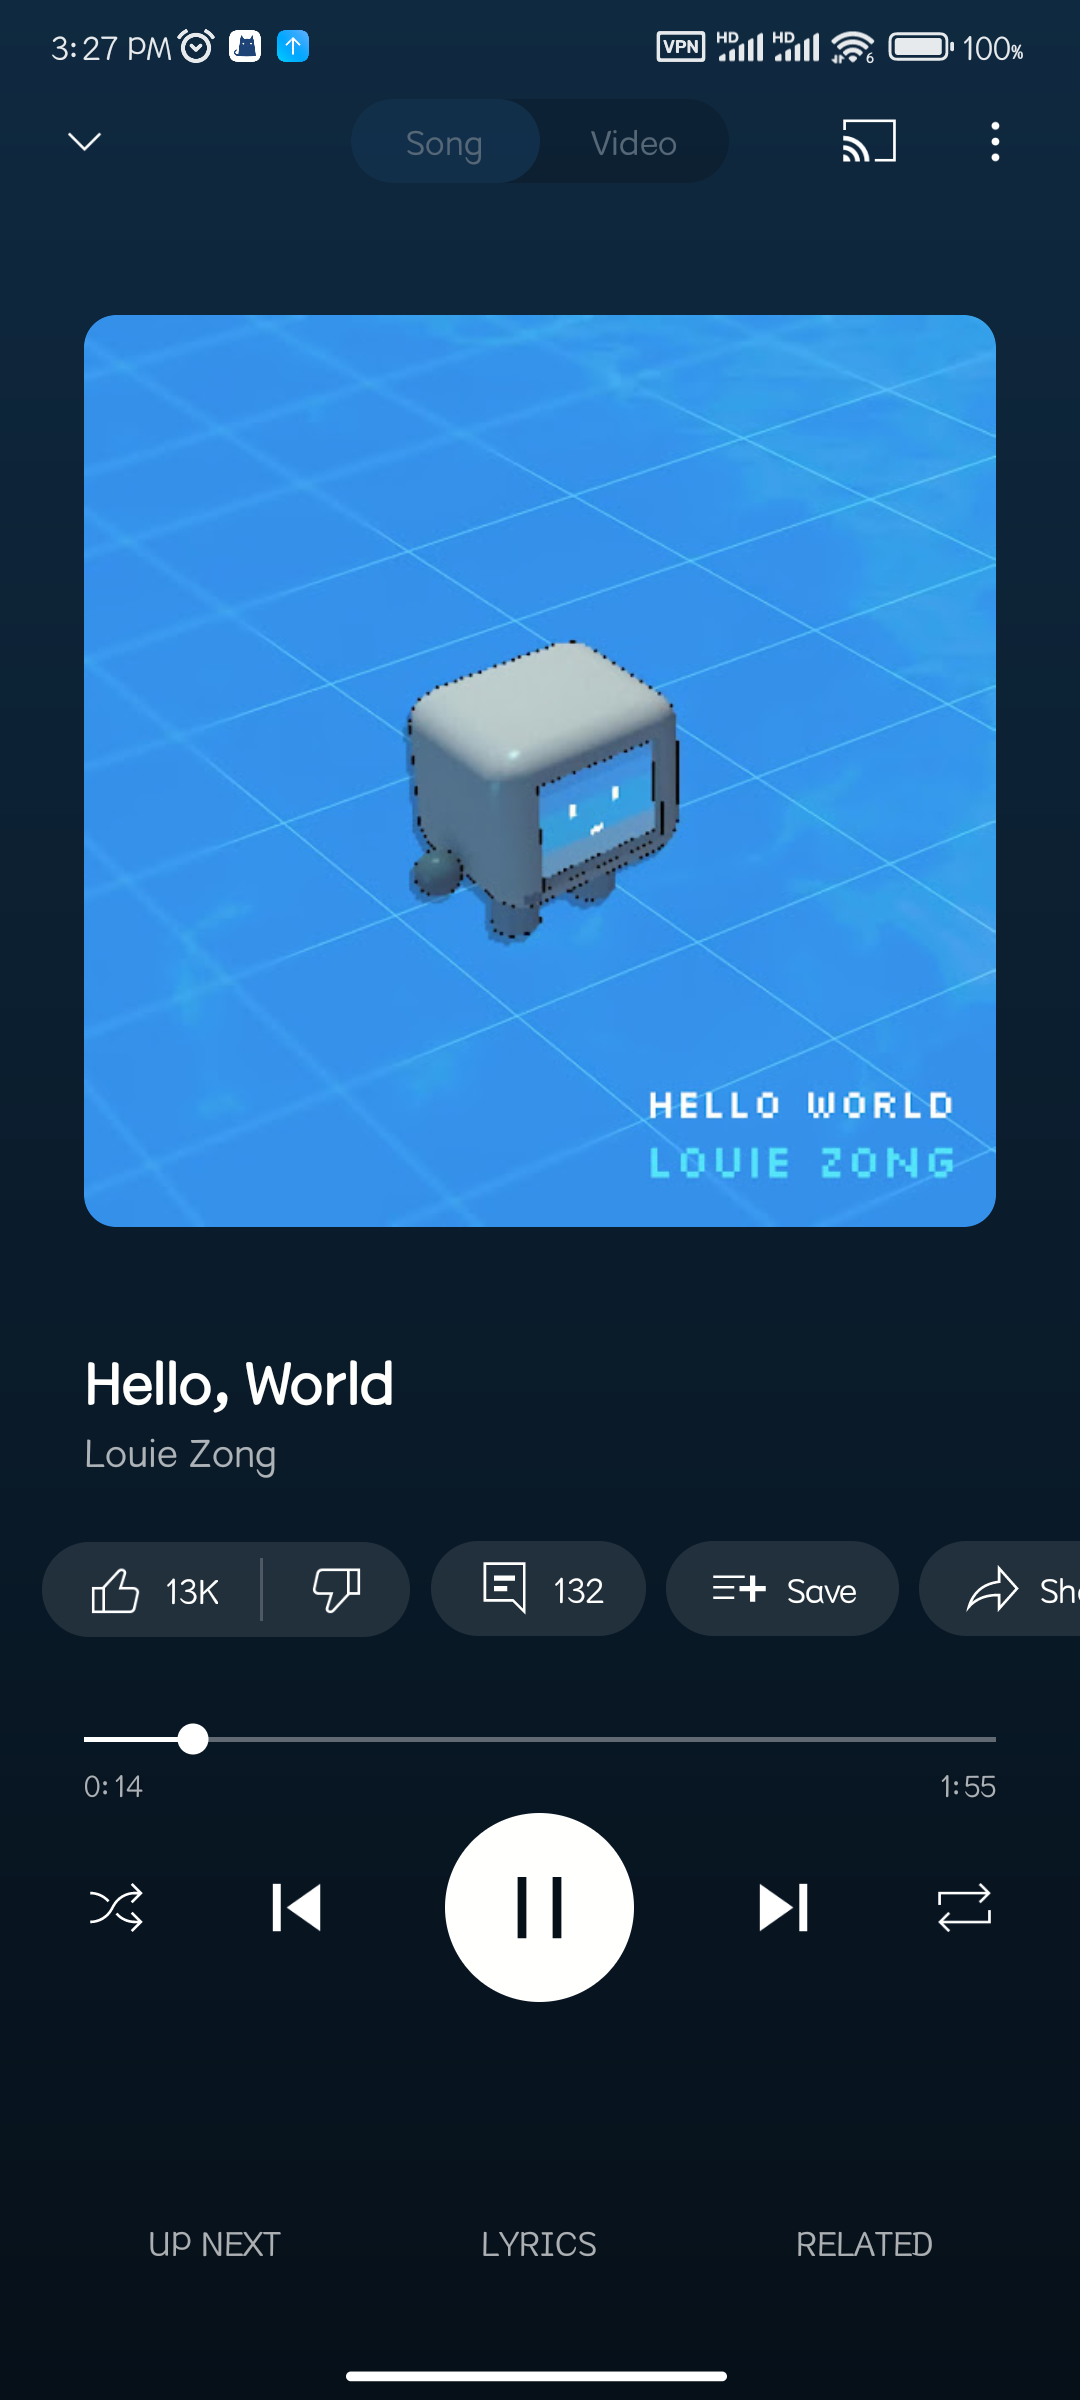 3:27 PM VPN HD HD 6 100%
Song Video
HELLO WORLD
LOUIE ZONG
Hello, World
Louie Zong
13K 132 Save Sh
0:14 1:55
UP NEXT LYRICS RELATED